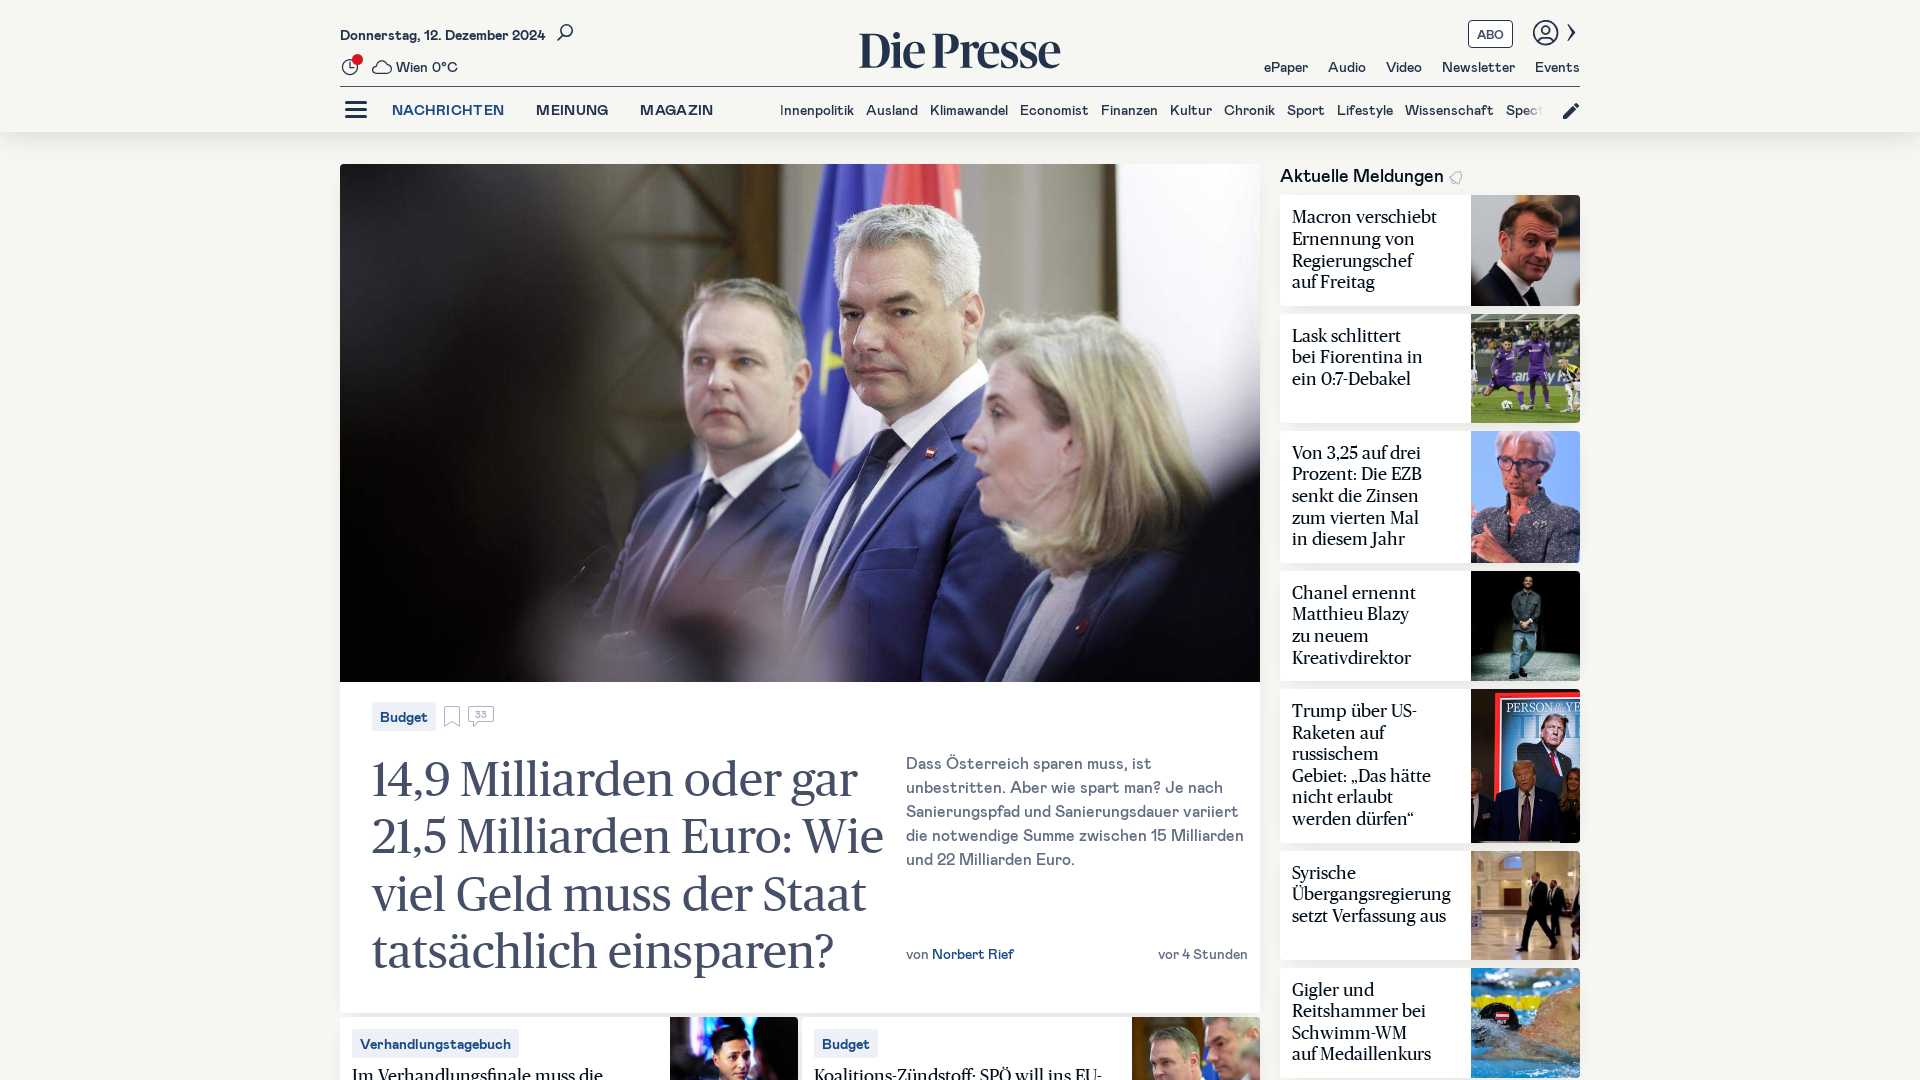 Donnerstag, 12. Dezember 2024
Wien 0°C
Die Presse
ABO
ePaper Audio Video Newsletter Events
NACHRICHTEN MEINUNG MAGAZIN
Innenpolitik Ausland Klimawandel Economist Finanzen Kultur Chronik Sport Lifestyle Wissenschaft Spect
Budget
33
14,9 Milliarden oder gar
21,5 Milliarden Euro: Wie
viel Geld muss der Staat
tatsächlich einsparen?
Dass Österreich sparen muss, ist
unbestritten. Aber wie spart man? Je nach
Sanierungspfad und Sanierungsdauer variiert
die notwendige Summe zwischen 15 Milliarden
und 22 Milliarden Euro.
von Norbert Rief
vor 4 Stunden
Verhandlungstagebuch
Im Verhandlungsfinale muss die
Budget
Koalitions-Zündstoff: SPÖ will ins EU-
Aktuelle Meldungen
Macron verschiebt
Ernennung von
Regierungschef
auf Freitag
Lask schlittert
bei Fiorentina in
ein 0:7-Debakel
Von 3,25 auf drei
Prozent: Die EZB
senkt die Zinsen
zum vierten Mal
in diesem Jahr
Chanel ernennt
Matthieu Blazy
zu neuem
Kreativdirektor
Trump über US-
Raketen auf
russischem
Gebiet: „Das hätte
nicht erlaubt
werden dürfen“
PERSON OF THE YE
Syrische
Übergangsregierung
setzt Verfassung aus
Gigler und
Reitshammer bei
Schwimm-WM
auf Medaillenkurs